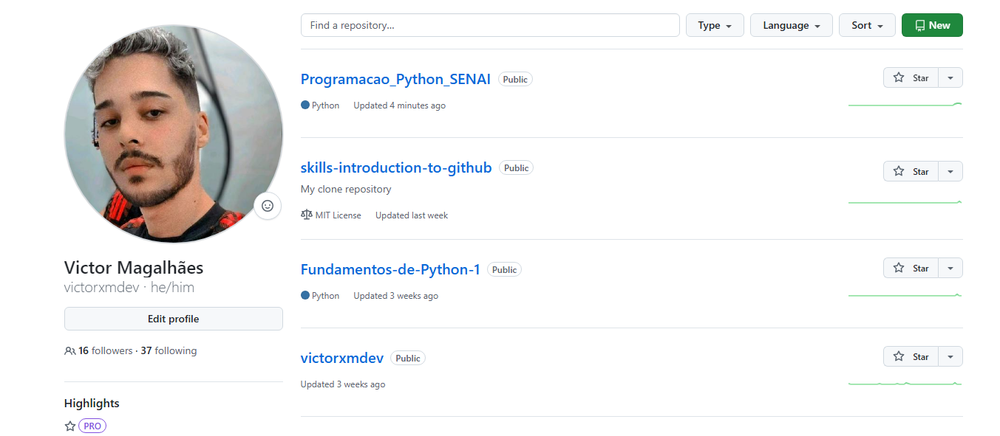 Find a repository...
Type
Language
Sort
New
Programacao_Python_SENAI
Public
Star
Python
Updated 4 minutes ago
skills-introduction-to-github
Public
Star
My clone repository
MIT License
Updated last week
Victor Magalhães
victorxmdev · he/him
Edit profile
16 followers · 37 following
Highlights
PRO
Fundamentos-de-Python-1
Public
Star
Python
Updated 3 weeks ago
victorxmdev
Public
Star
Updated 3 weeks ago